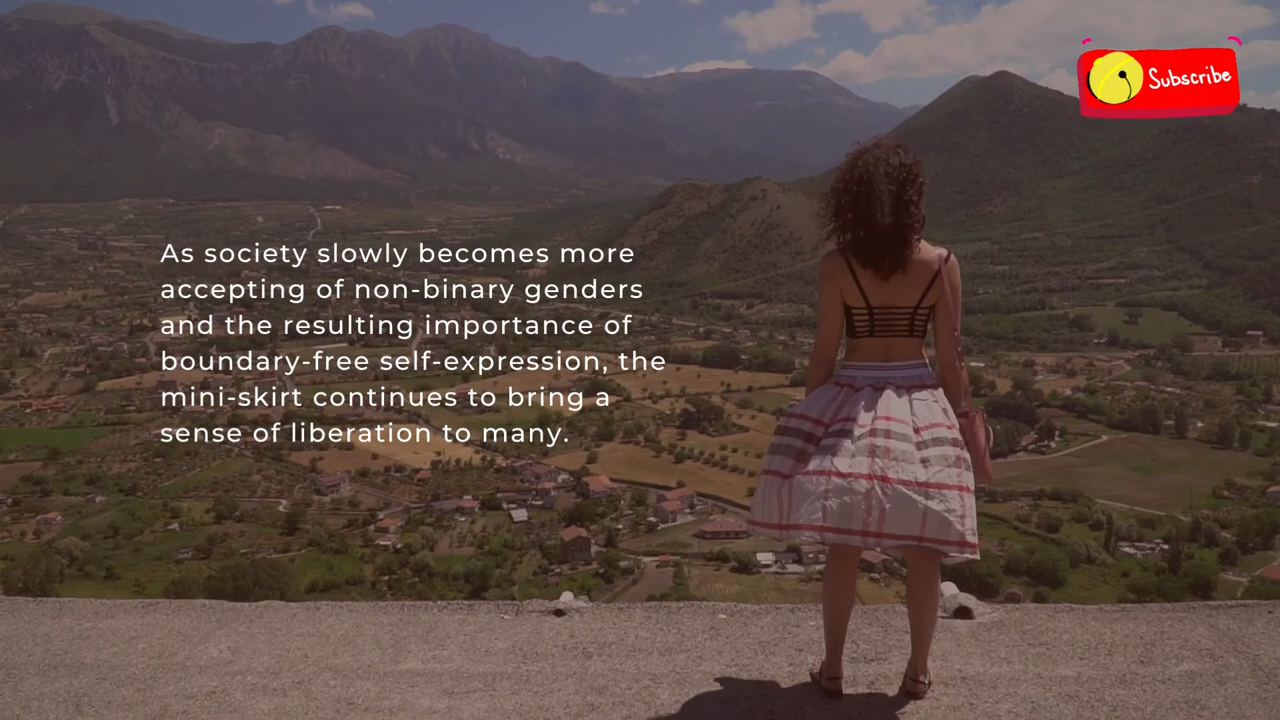 Subscribe
As society slowly becomes more
accepting of non-binary genders
and the resulting importance of
boundary-free self-expression, the
mini-skirt continues to bring a
sense of liberation to many.